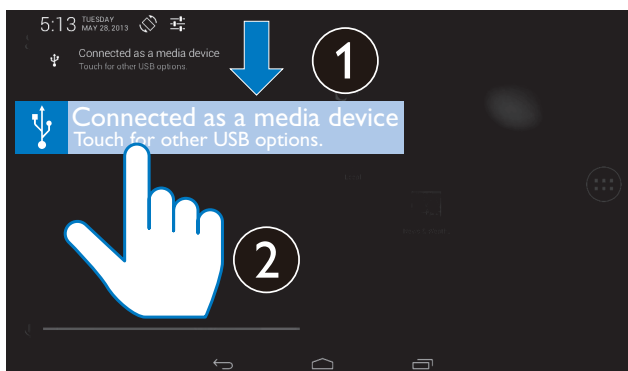 5:13 TUESDAY
MAY 28, 2013
Connected as a media device
Touch for other USB options.
1
Connected as a media device
Touch for other USB options.
2